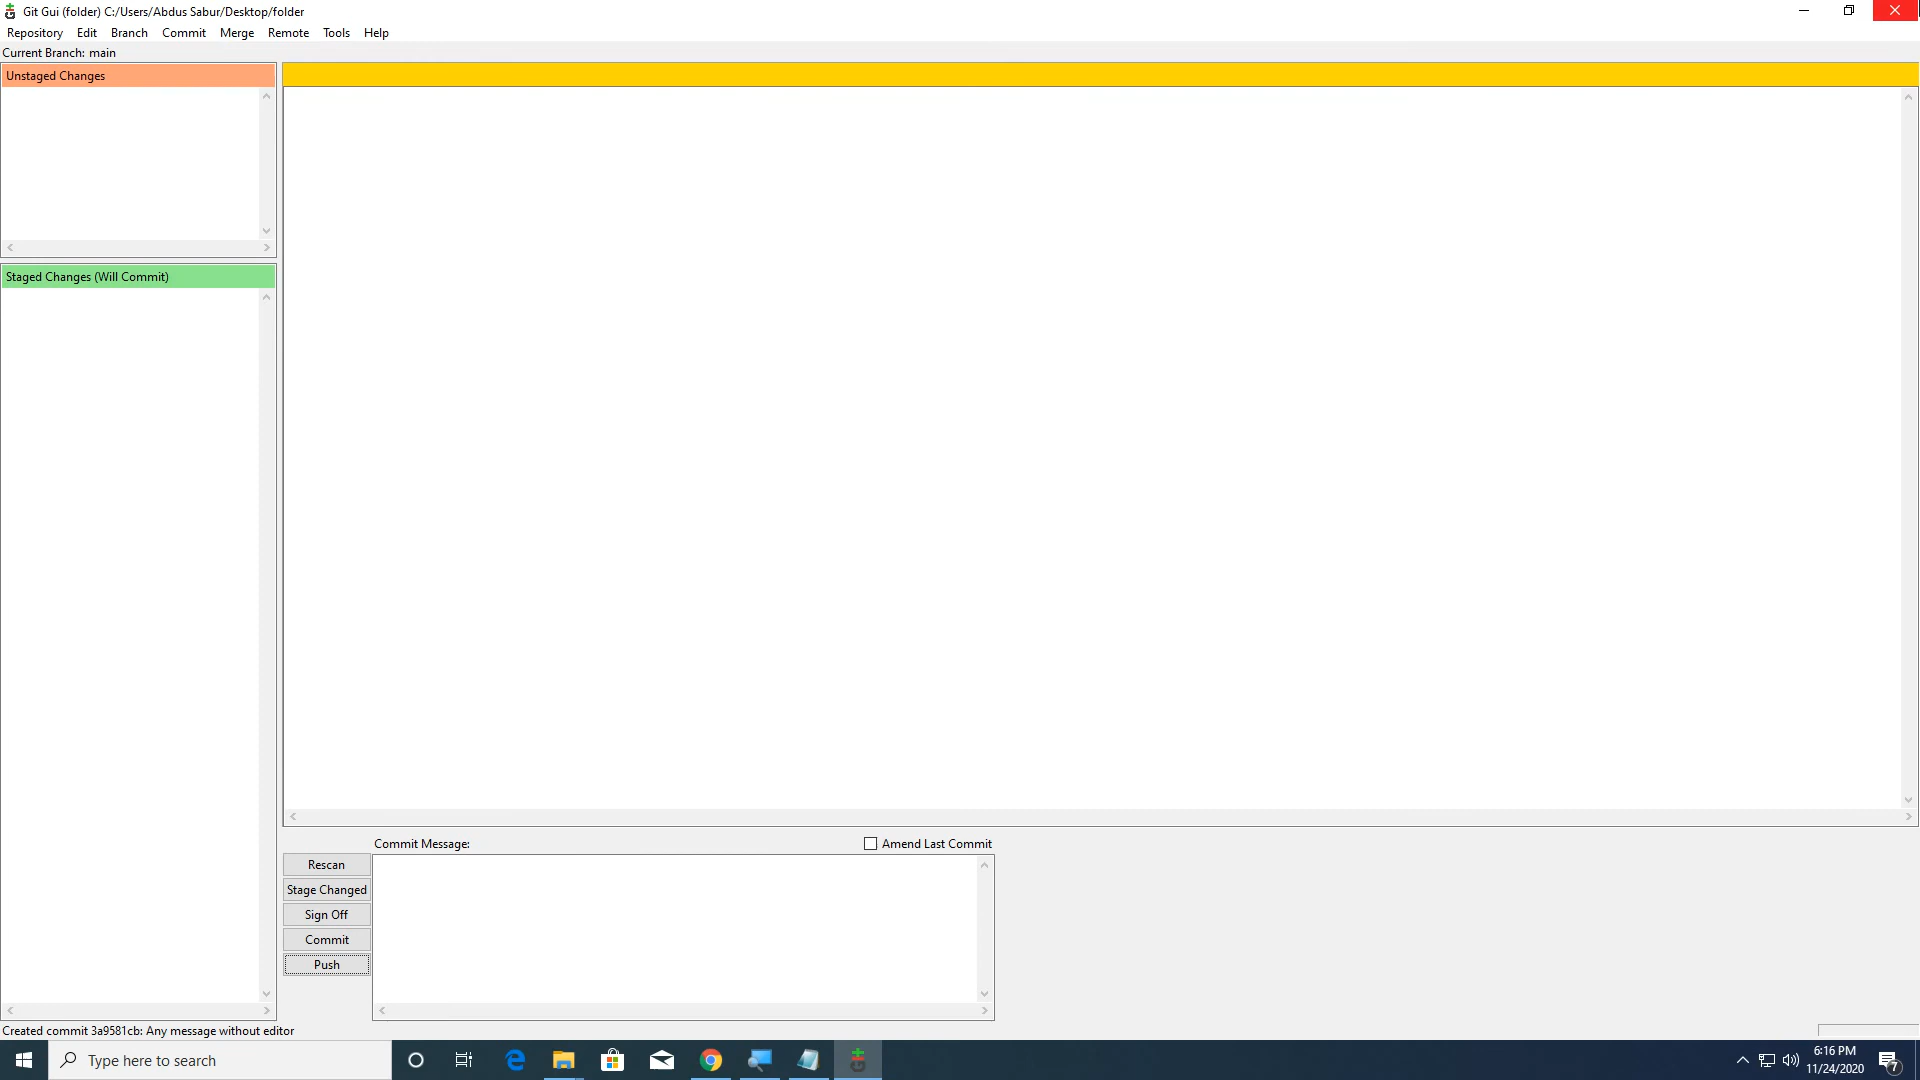 Git Gui (folder) C:/Users/Abdus Sabur/Desktop/folder
Repository Edit Branch Commit Merge Remote Tools Help
Current Branch: main
Unstaged Changes
Staged Changes (Will Commit)
Commit Message:
Amend Last Commit
Rescan
Stage Changed
Sign Off
Commit
Push
Created commit 3a9581cb: Any message without editor
Type here to search
6:16 PM
11/24/2020
7